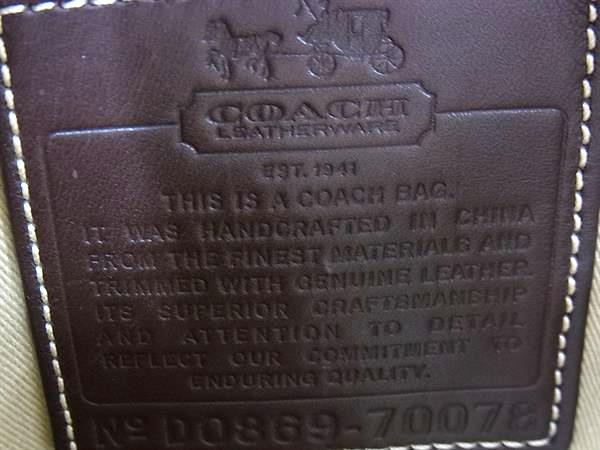 COACH
LEATHERWARE
EST. 1941
THIS IS A COACH BAG.
IT WAS HANDCRAFTED IN CHINA
FROM THE FINEST MATERIALS AND
TRIMMED WITH GENUINE LEATHER.
ITS SUPERIOR CRAFTSMANSHIP
AND ATTENTION TO DETAIL
REFLECT OUR COMMITMENT TO
ENDURING QUALITY.
Nº D0869-70078